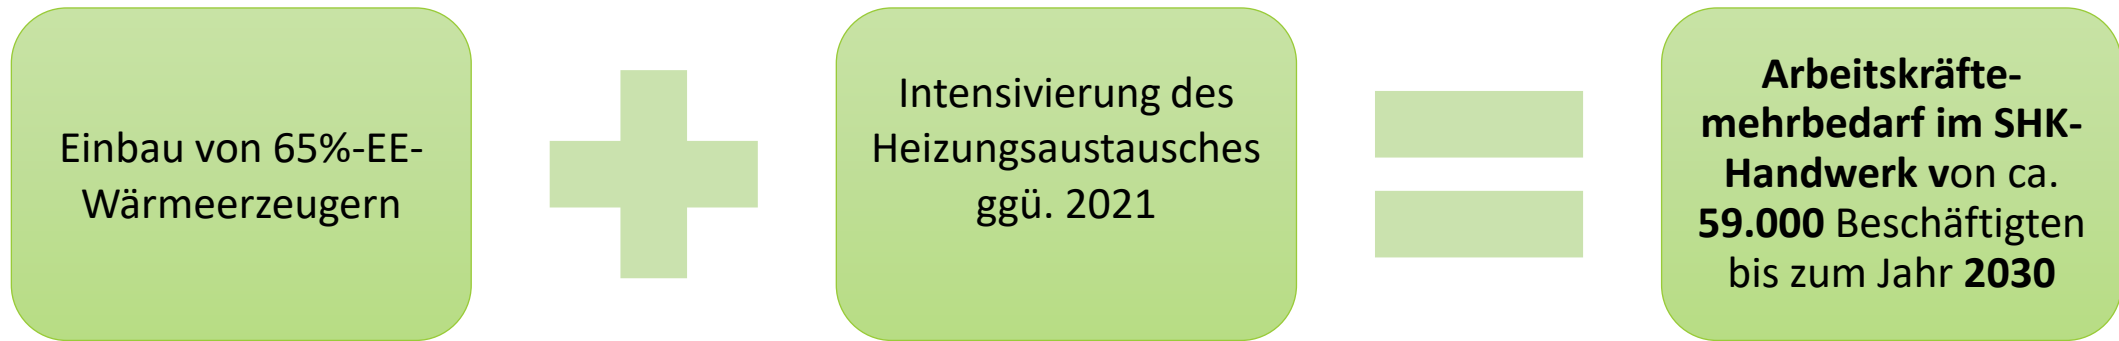 Einbau von 65%-EE-
Wärmeerzeugern
Intensivierung des
Heizungsaustausches
ggü. 2021
Arbeitskräfte-
mehrbedarf im SHK-
Handwerk von ca.
59.000 Beschäftigten
bis zum Jahr 2030